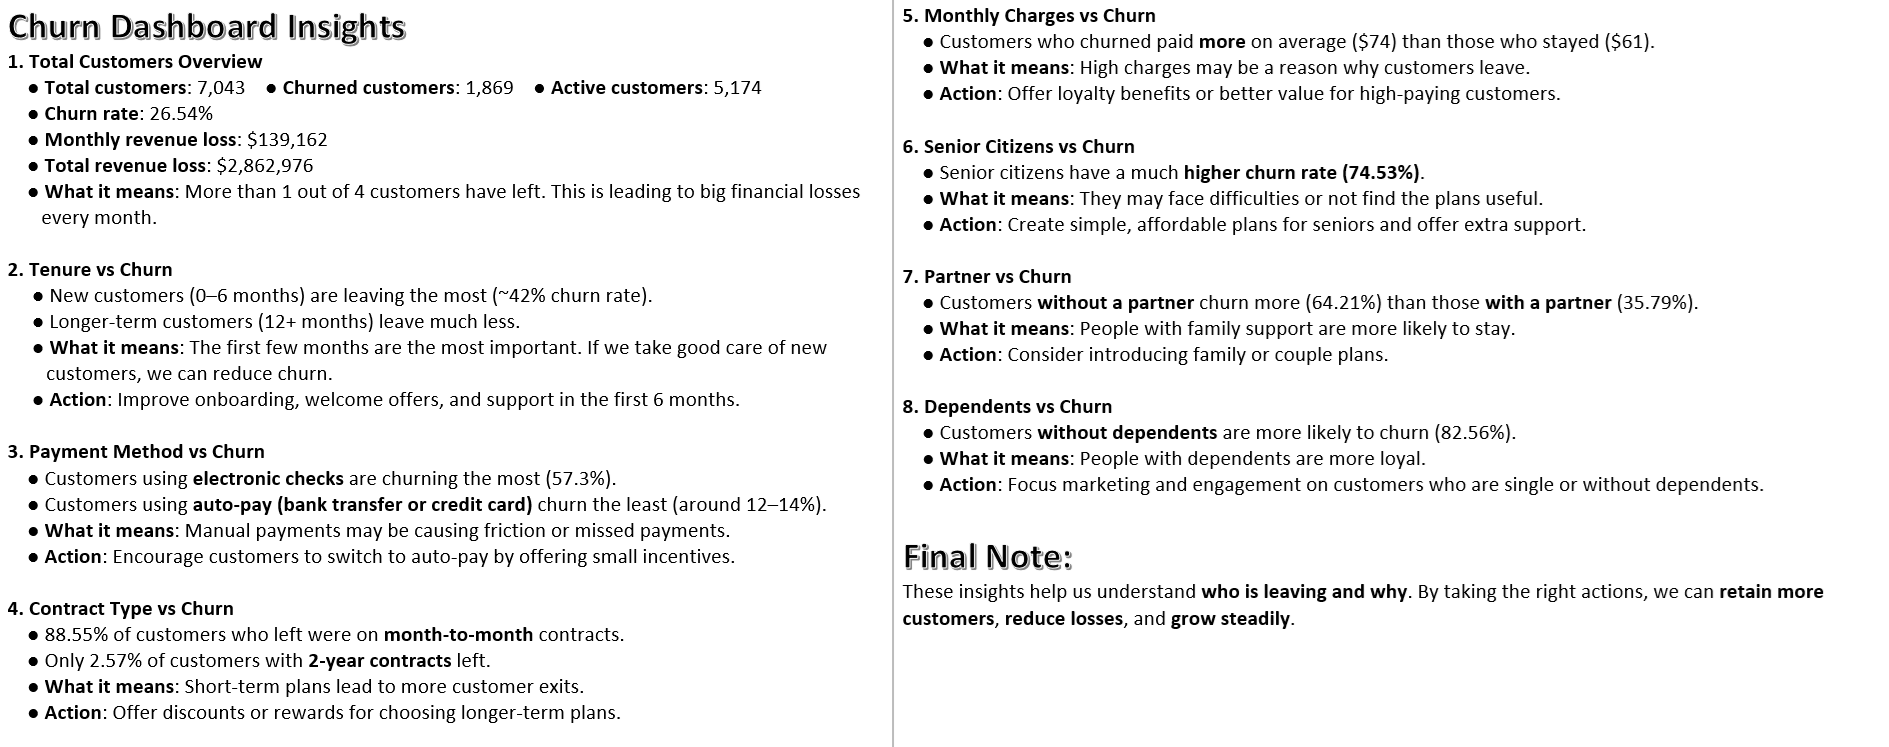 Churn Dashboard Insights
1. Total Customers Overview
● Total customers: 7,043 ● Churned customers: 1,869 ● Active customers: 5,174
● Churn rate: 26.54%
● Monthly revenue loss: $139,162
● Total revenue loss: $2,862,976
● What it means: More than 1 out of 4 customers have left. This is leading to big financial losses
every month.
2. Tenure vs Churn
● New customers (0–6 months) are leaving the most (~42% churn rate).
● Longer-term customers (12+ months) leave much less.
● What it means: The first few months are the most important. If we take good care of new
customers, we can reduce churn.
● Action: Improve onboarding, welcome offers, and support in the first 6 months.
3. Payment Method vs Churn
● Customers using electronic checks are churning the most (57.3%).
● Customers using auto-pay (bank transfer or credit card) churn the least (around 12–14%).
● What it means: Manual payments may be causing friction or missed payments.
● Action: Encourage customers to switch to auto-pay by offering small incentives.
4. Contract Type vs Churn
● 88.55% of customers who left were on month-to-month contracts.
● Only 2.57% of customers with 2-year contracts left.
● What it means: Short-term plans lead to more customer exits.
● Action: Offer discounts or rewards for choosing longer-term plans.
5. Monthly Charges vs Churn
● Customers who churned paid more on average ($74) than those who stayed ($61).
● What it means: High charges may be a reason why customers leave.
● Action: Offer loyalty benefits or better value for high-paying customers.
6. Senior Citizens vs Churn
● Senior citizens have a much higher churn rate (74.53%).
● What it means: They may face difficulties or not find the plans useful.
● Action: Create simple, affordable plans for seniors and offer extra support.
7. Partner vs Churn
● Customers without a partner churn more (64.21%) than those with a partner (35.79%).
● What it means: People with family support are more likely to stay.
● Action: Consider introducing family or couple plans.
8. Dependents vs Churn
● Customers without dependents are more likely to churn (82.56%).
● What it means: People with dependents are more loyal.
● Action: Focus marketing and engagement on customers who are single or without dependents.
Final Note:
These insights help us understand who is leaving and why. By taking the right actions, we can retain more
customers, reduce losses, and grow steadily.